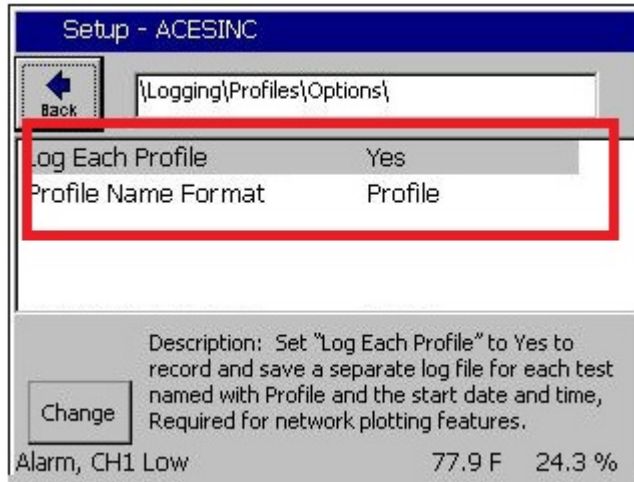 Setup - ACESINC
Back
\Logging\Profiles\Options\
Log Each Profile Yes
Profile Name Format Profile
Description: Set "Log Each Profile" to Yes to
record and save a separate log file for each test
named with Profile and the start date and time,
Required for network plotting features.
Change
Alarm, CH1 Low 77.9 F 24.3 %